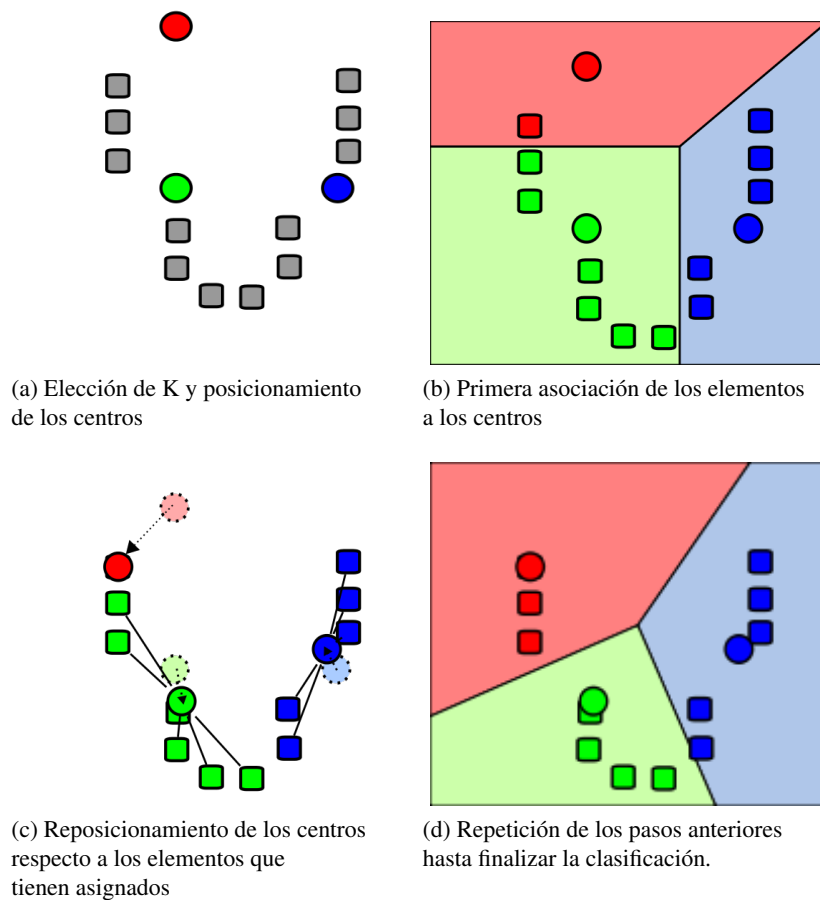 (a) Elección de K y posicionamiento
de los centros
(b) Primera asociación de los elementos
a los centros
(c) Reposicionamiento de los centros
respecto a los elementos que
tienen asignados
(d) Repetición de los pasos anteriores
hasta finalizar la clasificación.